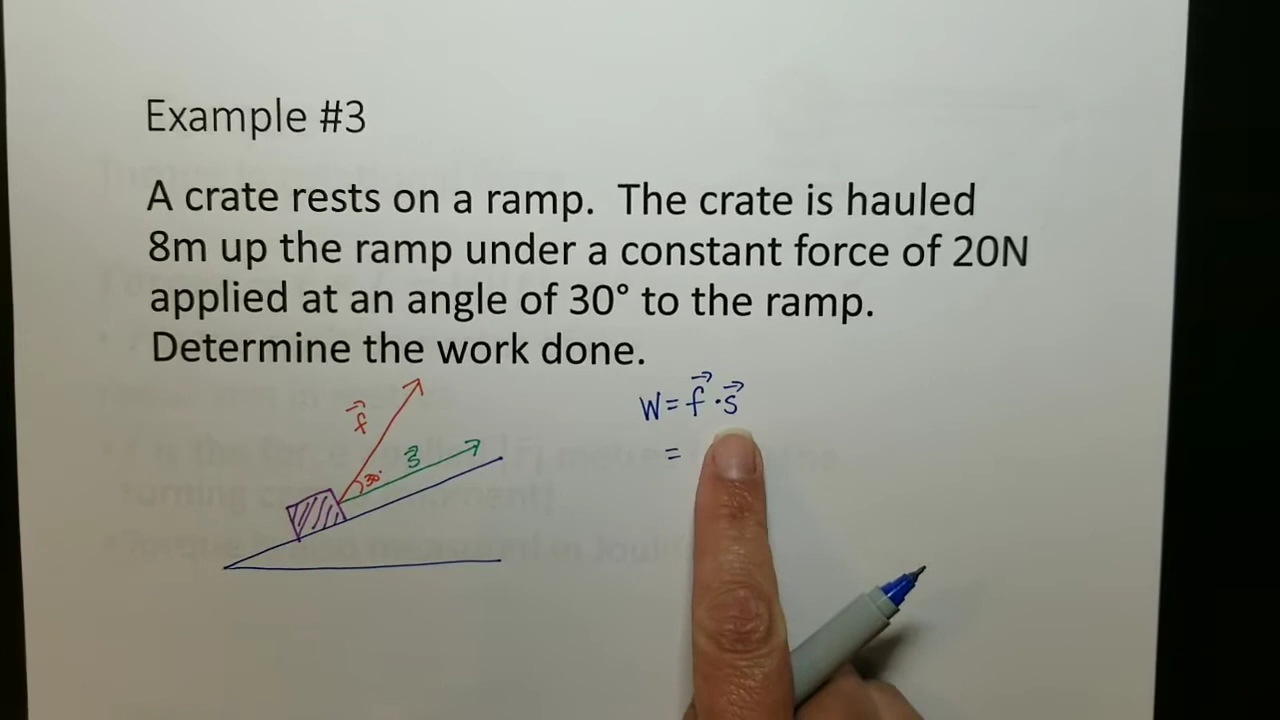 Example #3
A crate rests on a ramp. The crate is hauled
8m up the ramp under a constant force of 20N
applied at an angle of 30° to the ramp.
Determine the work done.
f⃗
s⃗
30°
W = f⃗ · s⃗
=